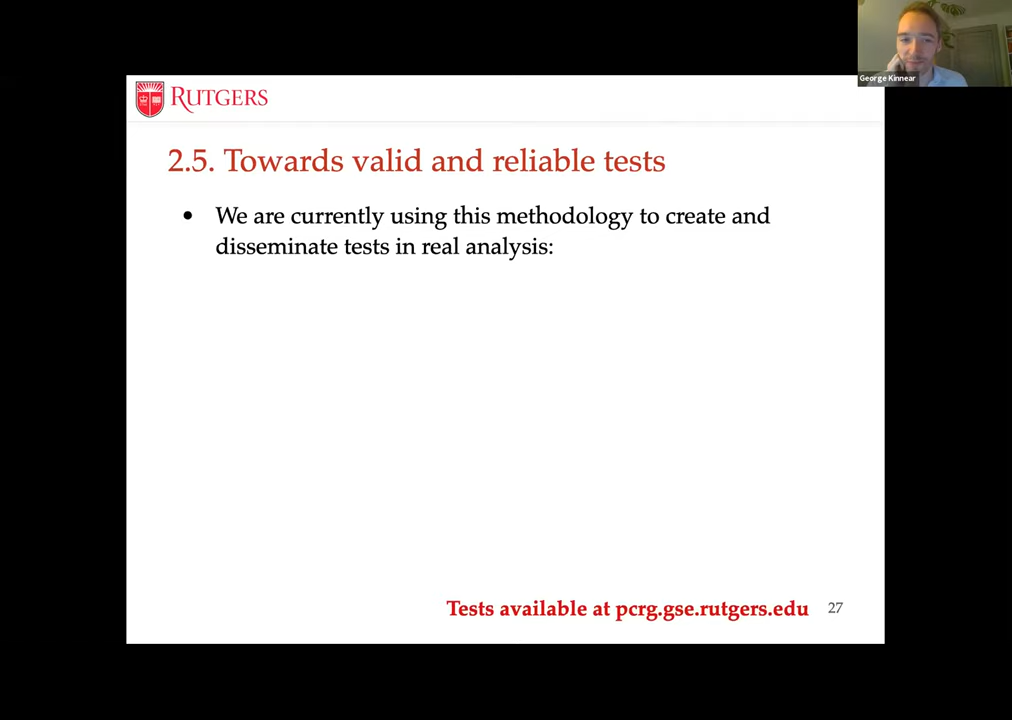 George Kinnear
RUTGERS
2.5. Towards valid and reliable tests
• We are currently using this methodology to create and
disseminate tests in real analysis:
Tests available at pcrg.gse.rutgers.edu 27